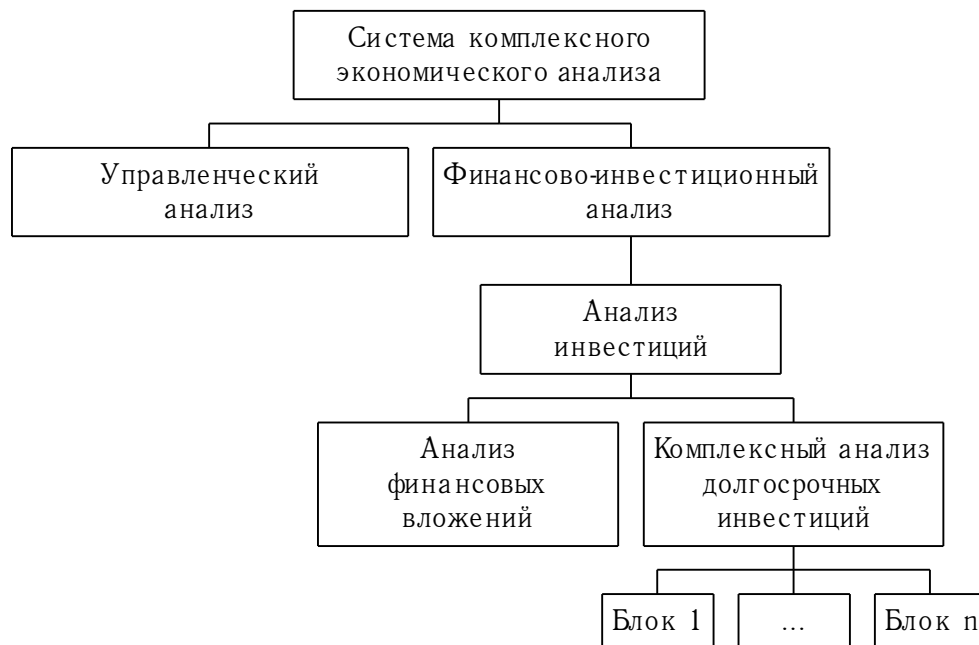 Система комплексного
экономического анализа
Управленческий
анализ
Финансово-инвестиционный
анализ
Анализ
инвестиций
Анализ
финансовых
вложений
Комплексный анализ
долгосрочных
инвестиций
Блок 1
...
Блок n